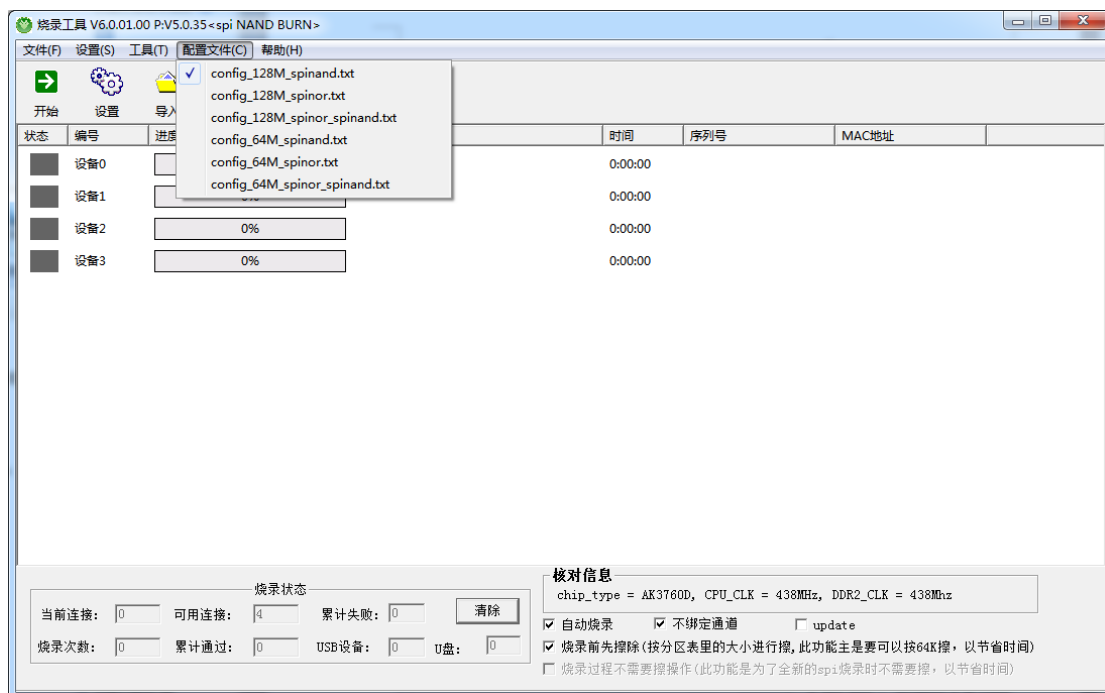 烧录工具 V6.0.01.00 P:V5.0.35<spi NAND BURN>
文件(F) 设置(S) 工具(T) 配置文件(C) 帮助(H)
config_128M_spinand.txt
config_128M_spinor.txt
config_128M_spinor_spinand.txt
config_64M_spinand.txt
config_64M_spinor.txt
config_64M_spinor_spinand.txt
开始 设置 导入
状态 编号 进度 时间 序列号 MAC地址
设备0 0:00:00
设备1 0% 0:00:00
设备2 0% 0:00:00
设备3 0% 0:00:00
烧录状态
当前连接: 0 可用连接: 4 累计失败: 0 清除
烧录次数: 0 累计通过: 0 USB设备: 0 U盘: 0
核对信息
chip_type = AK3760D, CPU_CLK = 438MHz, DDR2_CLK = 438Mhz
自动烧录 不绑定通道 update
烧录前先擦除(按分区表里的大小进行擦,此功能主是要可以按64K擦，以节省时间)
烧录过程不需要擦操作(此功能是为了全新的spi烧录时不需要擦，以节省时间)